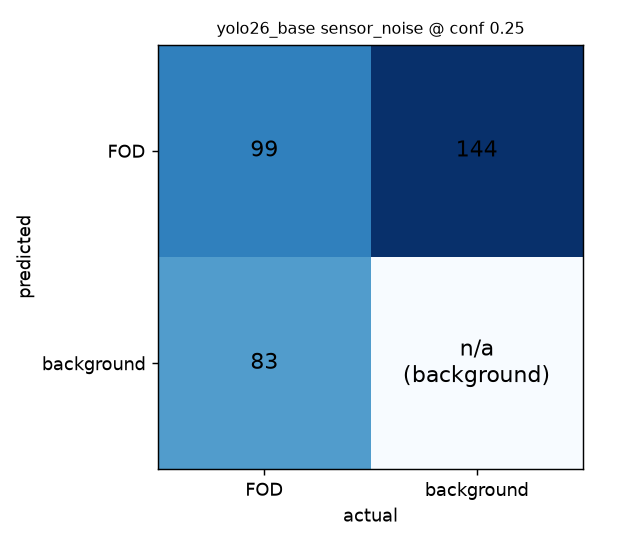 yolo26_base sensor_noise @ conf 0.25
predicted
FOD
99
144
background
83
n/a
(background)
FOD
background
actual